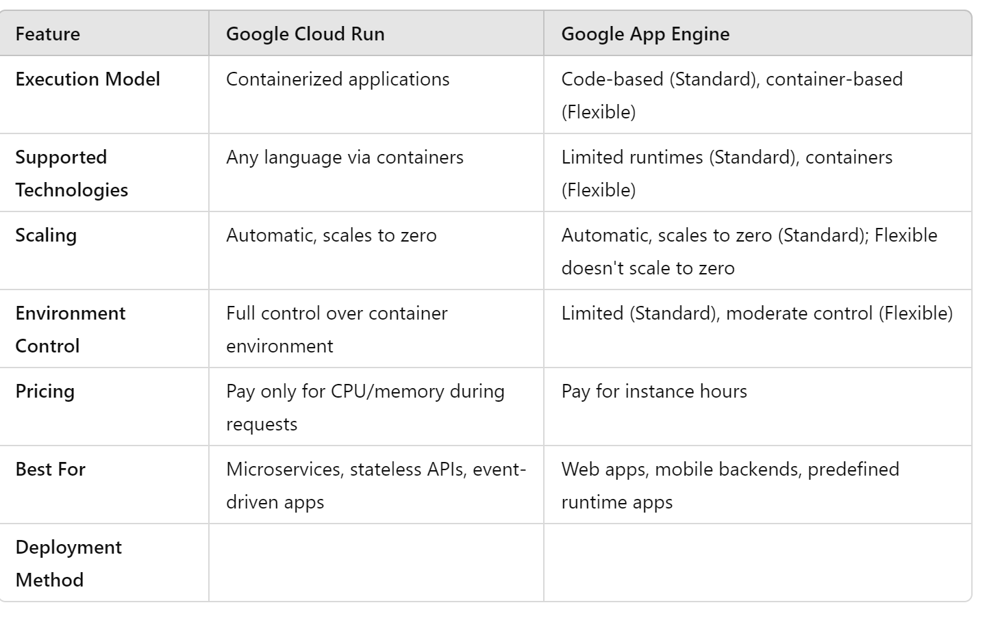 Feature Google Cloud Run Google App Engine
Execution Model Containerized applications Code-based (Standard), container-based
(Flexible)
Supported Any language via containers Limited runtimes (Standard), containers
Technologies (Flexible)
Scaling Automatic, scales to zero Automatic, scales to zero (Standard); Flexible
doesn't scale to zero
Environment Full control over container Limited (Standard), moderate control (Flexible)
Control environment
Pricing Pay only for CPU/memory during Pay for instance hours
requests
Best For Microservices, stateless APIs, event- Web apps, mobile backends, predefined
driven apps runtime apps
Deployment
Method